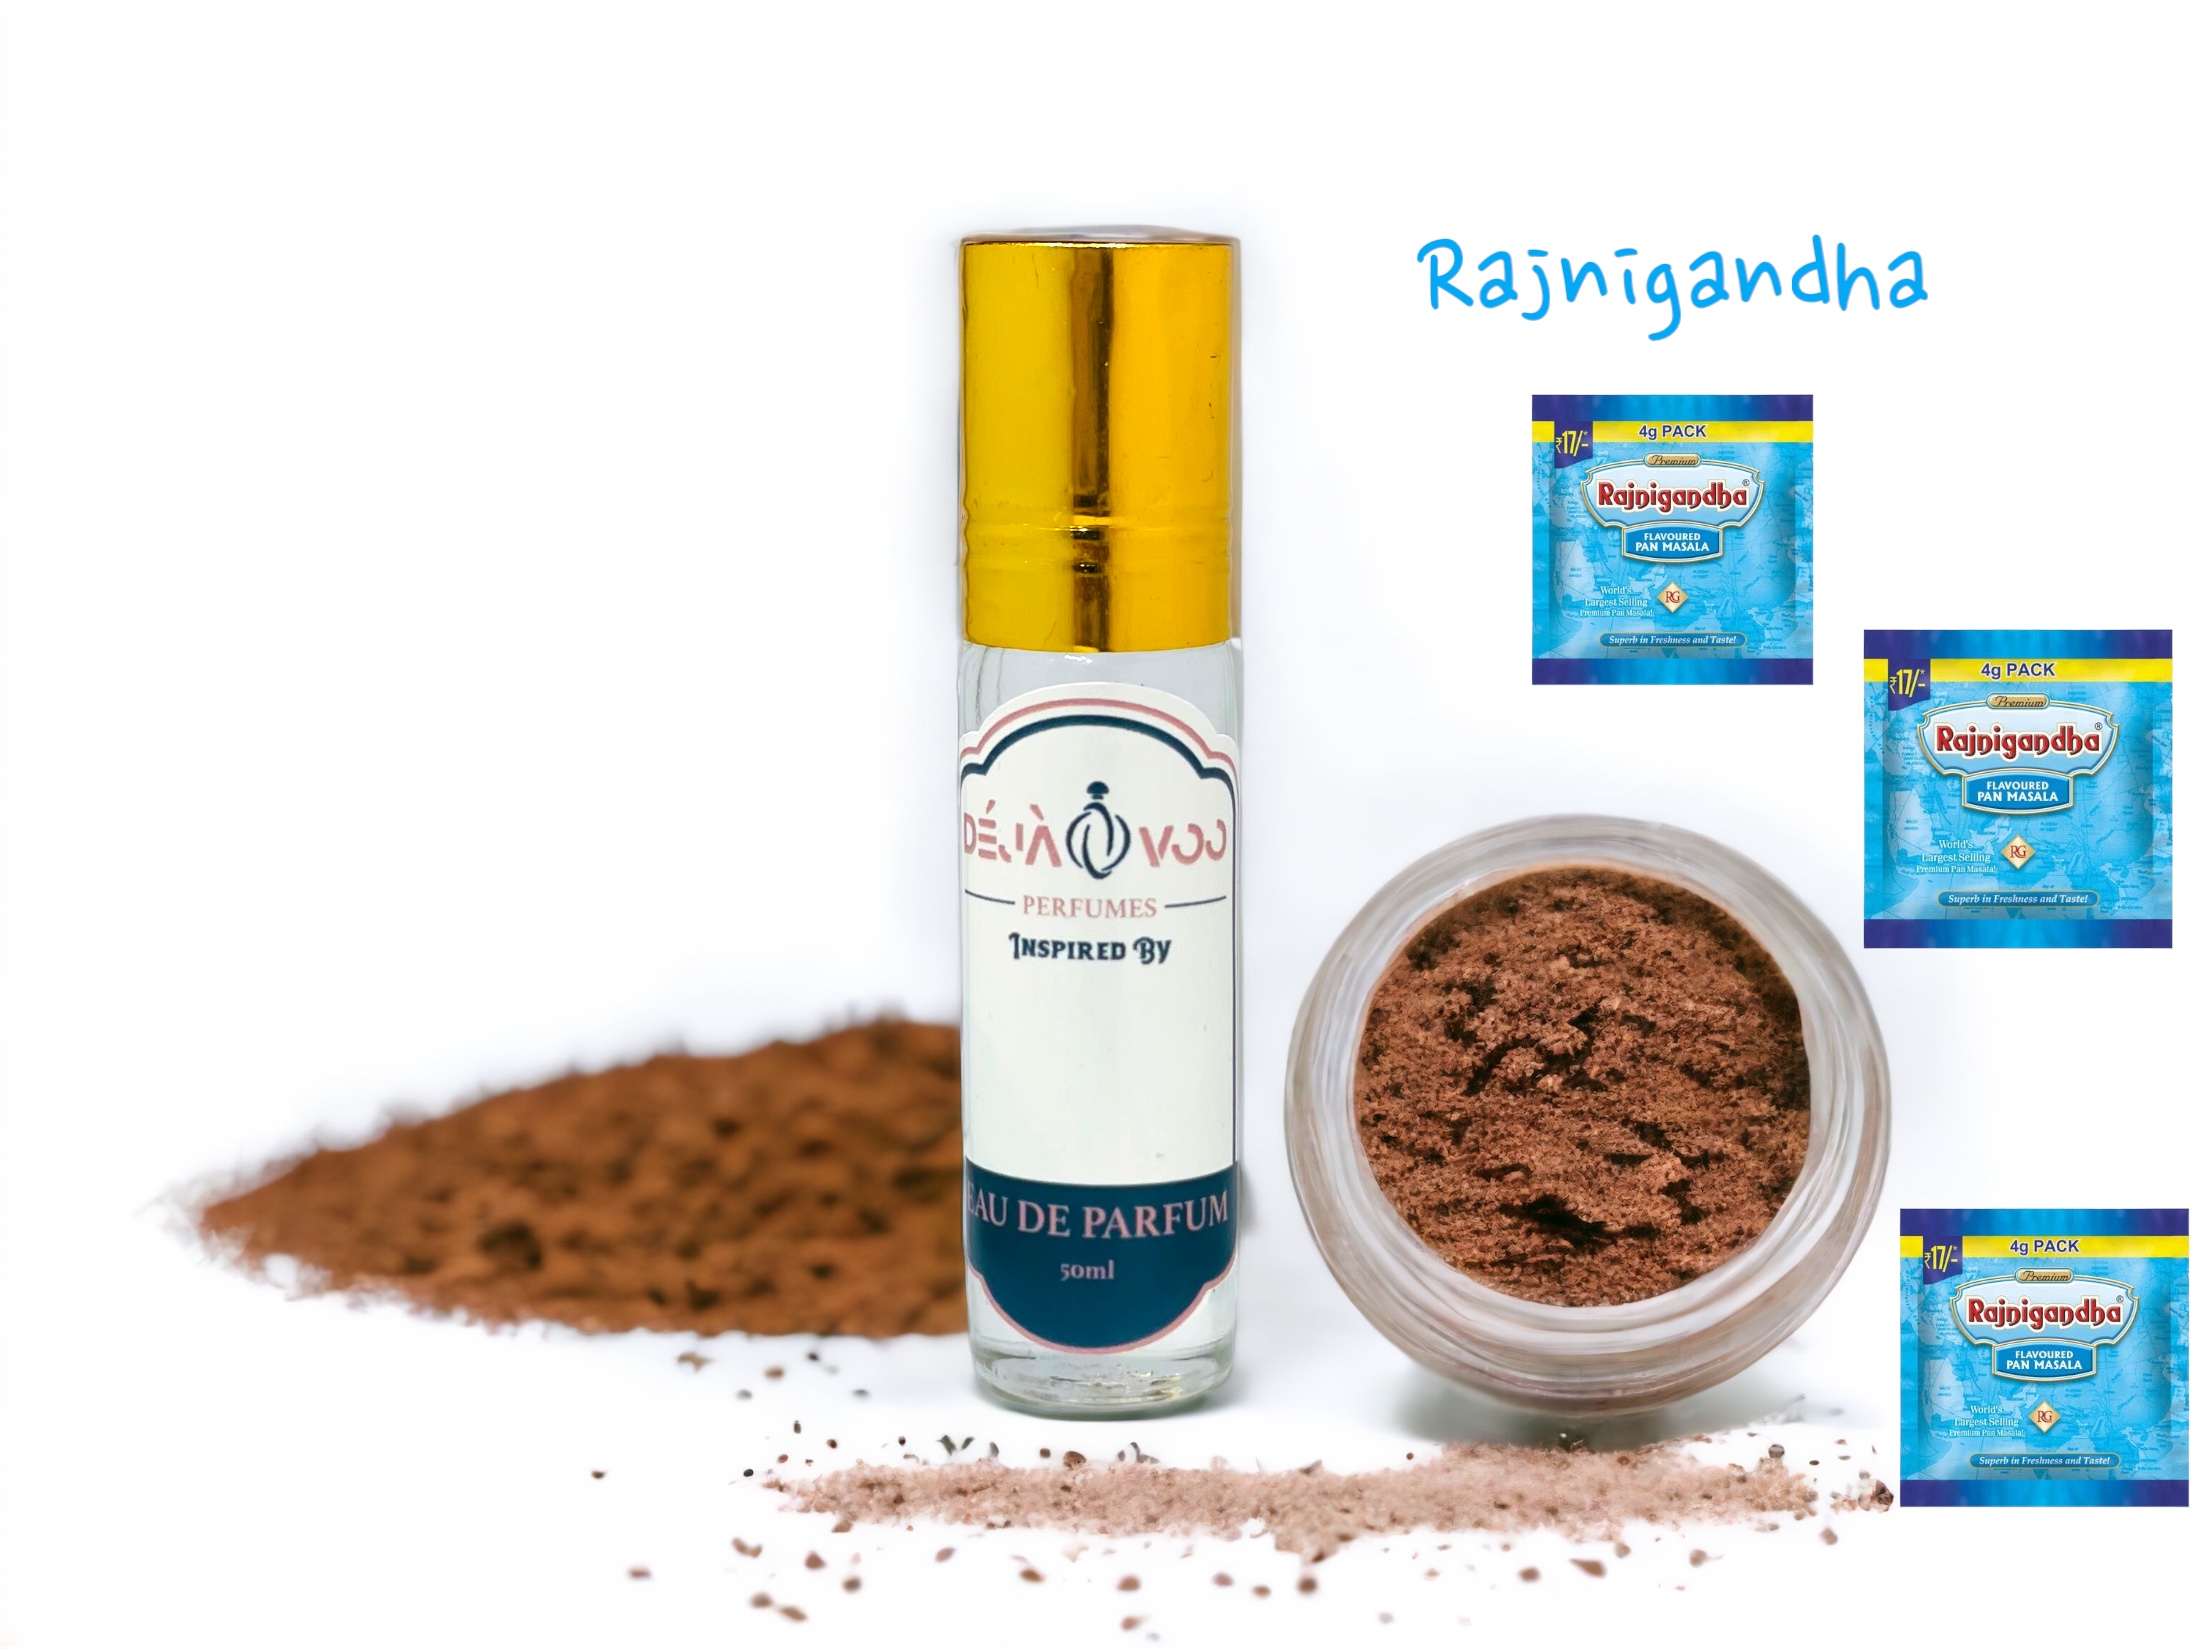 Rajnigandha
DÉJÀ VOO
PERFUMES
INSPIRED BY
EAU DE PARFUM
50ml
₹17/-*
4g PACK
Premium
Rajnigandha®
FLAVOURED
PAN MASALA
World's
Largest Selling
Premium Pan Masala!
RG
Superb in Freshness and Taste!
₹17/-*
4g PACK
Premium
Rajnigandha®
FLAVOURED
PAN MASALA
World's
Largest Selling
Premium Pan Masala!
RG
Superb in Freshness and Taste!
₹17/-*
4g PACK
Premium
Rajnigandha®
FLAVOURED
PAN MASALA
World's
Largest Selling
Premium Pan Masala!
RG
Superb in Freshness and Taste!